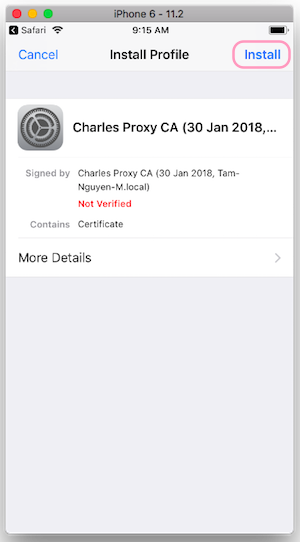 iPhone 6 - 11.2
Safari 9:15 AM
Cancel Install Profile Install
Charles Proxy CA (30 Jan 2018,...
Signed by Charles Proxy CA (30 Jan 2018, Tam-
Nguyen-M.local)
Not Verified
Contains Certificate
More Details